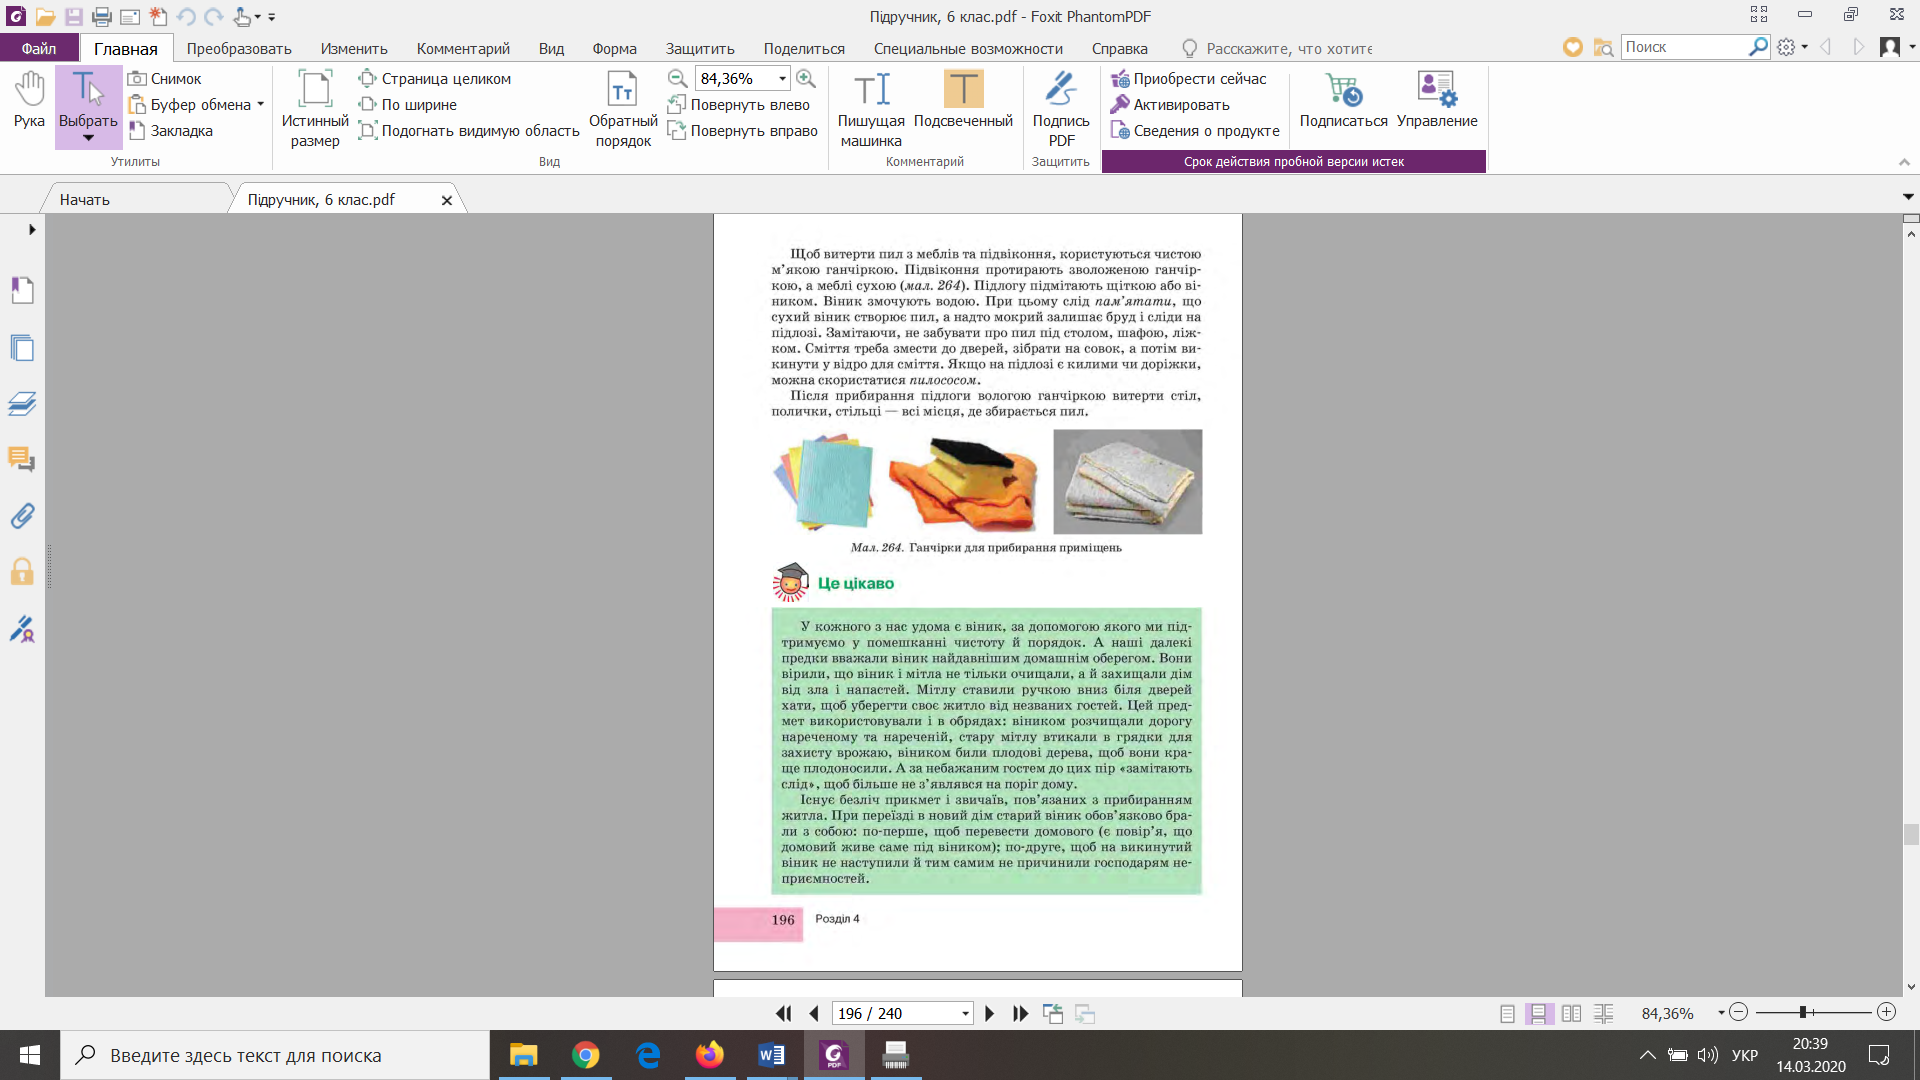 Підручник, 6 клас.pdf - Foxit PhantomPDF
Файл Главная Преобразовать Изменить Комментарий Вид Форма Защитить Поделиться Специальные возможности Справка Расскажите, что хотите Поиск
Рука
Выбрать
Снимок
Буфер обмена
Закладка
Утилиты
Истинный
размер
Страница целиком
По ширине
Подогнать видимую область
Обратный
порядок
84,36%
Повернуть влево
Повернуть вправо
Вид
Пишущая
машинка
Подсвеченный
Комментарий
Подпись
PDF
Защитить
Приобрести сейчас
Активировать
Сведения о продукте
Подписаться
Управление
Срок действия пробной версии истек
Начать
Підручник, 6 клас.pdf
Щоб витерти пил з меблів та підвіконня, користуються чистою
м’якою ганчіркою. Підвіконня протирають зволоженою ганчір-
кою, а меблі сухою (мал. 264). Підлогу підмітають щіткою або ві-
ником. Віник змочують водою. При цьому слід пам’ятати, що
сухий віник створює пил, а надто мокрий залишає бруд і сліди на
підлозі. Замітаючи, не забувати про пил під столом, шафою, ліж-
ком. Сміття треба змести до дверей, зібрати на совок, а потім ви-
кинути у відро для сміття. Якщо на підлозі є килими чи доріжки,
можна скористатися пилососом.
Після прибирання підлоги вологою ганчіркою витерти стіл,
полички, стільці — всі місця, де збирається пил.
Мал. 264. Ганчірки для прибирання приміщень
Це цікаво
У кожного з нас удома є віник, за допомогою якого ми під-
тримуємо у помешканні чистоту й порядок. А наші далекі
предки вважали віник найдавнішим домашнім оберегом. Вони
вірили, що віник і мітла не тільки очищали, а й захищали дім
від зла і напастей. Мітлу ставили ручкою вниз біля дверей
хати, щоб уберегти своє житло від незваних гостей. Цей пред-
мет використовували і в обрядах: віником розчищали дорогу
нареченому та нареченій, стару мітлу втикали в грядки для
захисту врожаю, віником били плодові дерева, щоб вони кра-
ще плодоносили. А за небажаним гостем до цих пір «замітають
слід», щоб більше не з’являвся на поріг дому.
Існує безліч прикмет і звичаїв, пов’язаних з прибиранням
житла. При переїзді в новий дім старий віник обов’язково бра-
ли з собою: по-перше, щоб перевести домового (є повір’я, що
домовий живе саме під віником); по-друге, щоб на викинутий
віник не наступили й тим самим не причинили господарям не-
приємностей.
196 Розділ 4
196 / 240
84,36%
Введите здесь текст для поиска
УКР
20:39
14.03.2020